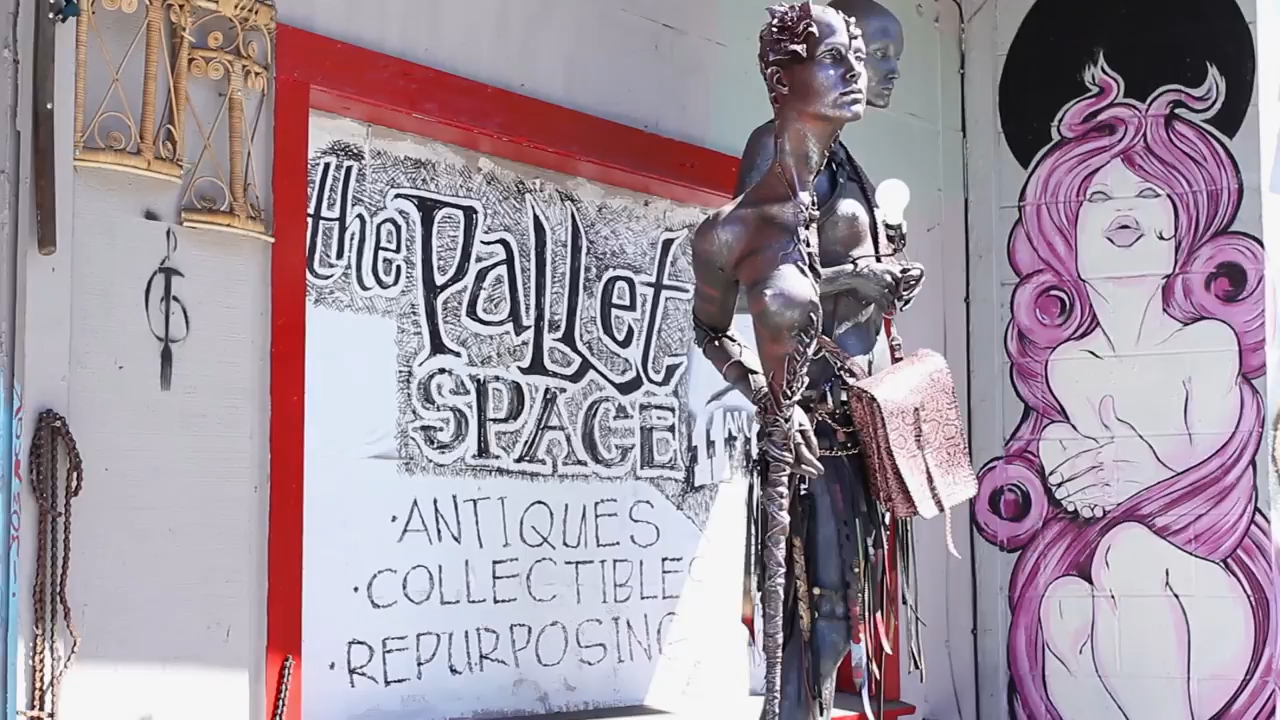 the Pallet
SPACE
·ANTIQUES
·COLLECTIBLES
·REPURPOSING